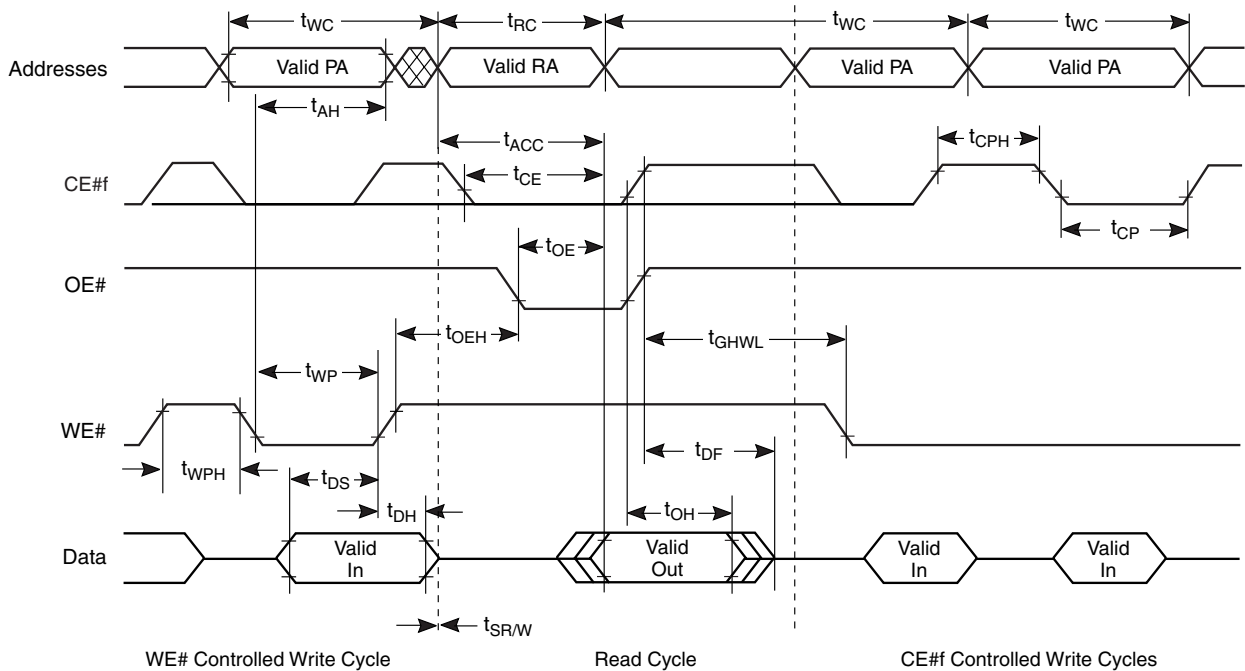 tWC tRC tWC tWC
Addresses Valid PA Valid RA Valid PA Valid PA
tAH
tACC tCPH
CE#f tCE
tCP
tOE
OE#
tOEH tGHWL
tWP
WE#
tDF
tWPH tDS
tDH tOH
Data Valid In Valid Out Valid In Valid In
tSR/W
WE# Controlled Write Cycle Read Cycle CE#f Controlled Write Cycles